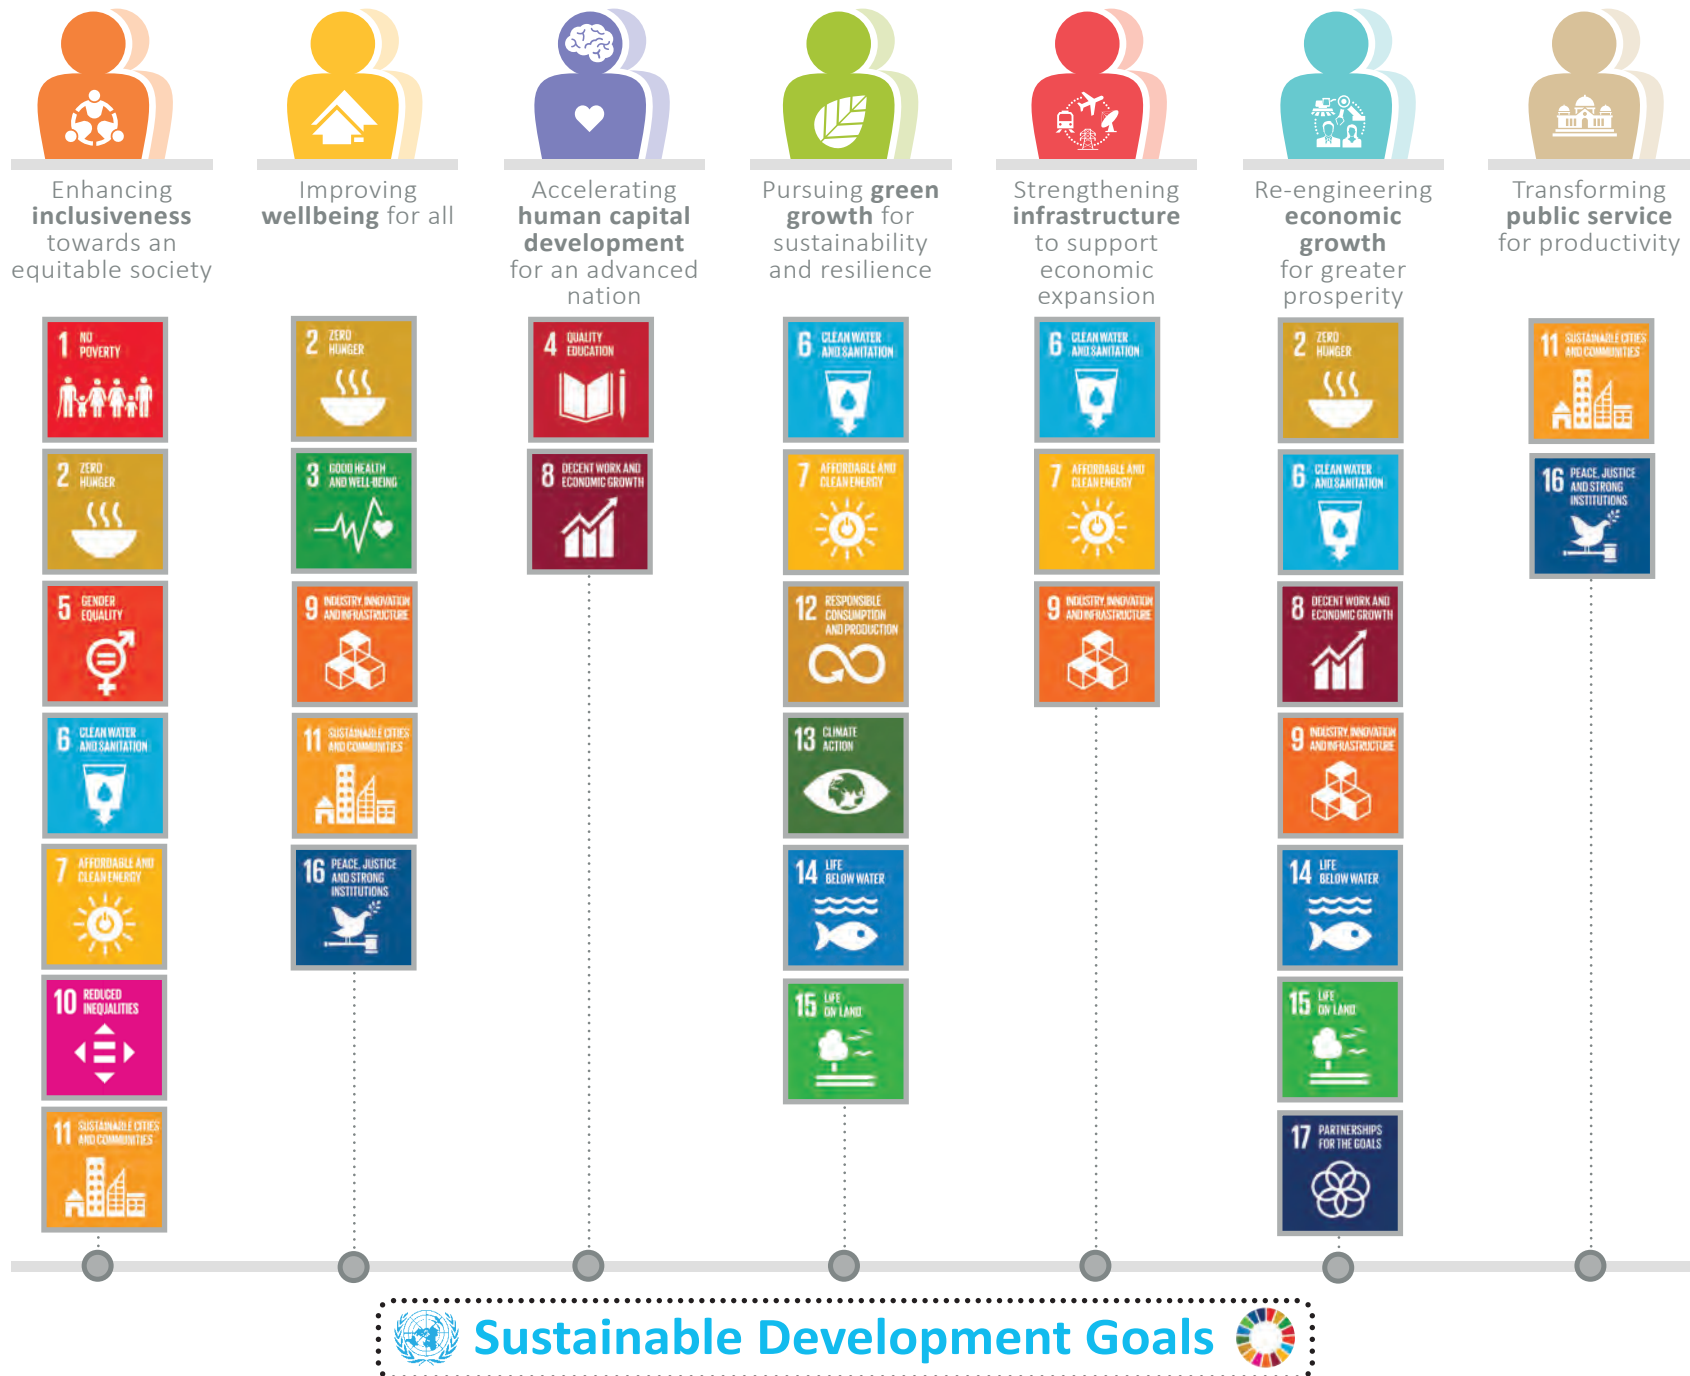 Enhancing
inclusiveness
towards an
equitable society
Improving
wellbeing for all
Accelerating
human capital
development
for an advanced
nation
Pursuing green
growth for
sustainability
and resilience
Strengthening
infrastructure
to support
economic
expansion
Re-engineering
economic
growth
for greater
prosperity
Transforming
public service
for productivity
1 NO
POVERTY
2 ZERO
HUNGER
5 GENDER
EQUALITY
6 CLEAN WATER
AND SANITATION
7 AFFORDABLE AND
CLEAN ENERGY
10 REDUCED
INEQUALITIES
11 SUSTAINABLE CITIES
AND COMMUNITIES
2 ZERO
HUNGER
3 GOOD HEALTH
AND WELL-BEING
9 INDUSTRY, INNOVATION
AND INFRASTRUCTURE
11 SUSTAINABLE CITIES
AND COMMUNITIES
16 PEACE, JUSTICE
AND STRONG
INSTITUTIONS
4 QUALITY
EDUCATION
8 DECENT WORK AND
ECONOMIC GROWTH
6 CLEAN WATER
AND SANITATION
7 AFFORDABLE AND
CLEAN ENERGY
12 RESPONSIBLE
CONSUMPTION
AND PRODUCTION
13 CLIMATE
ACTION
14 LIFE
BELOW WATER
15 LIFE
ON LAND
6 CLEAN WATER
AND SANITATION
7 AFFORDABLE AND
CLEAN ENERGY
9 INDUSTRY, INNOVATION
AND INFRASTRUCTURE
2 ZERO
HUNGER
6 CLEAN WATER
AND SANITATION
8 DECENT WORK AND
ECONOMIC GROWTH
9 INDUSTRY, INNOVATION
AND INFRASTRUCTURE
14 LIFE
BELOW WATER
15 LIFE
ON LAND
17 PARTNERSHIPS
FOR THE GOALS
11 SUSTAINABLE CITIES
AND COMMUNITIES
16 PEACE, JUSTICE
AND STRONG
INSTITUTIONS
Sustainable Development Goals